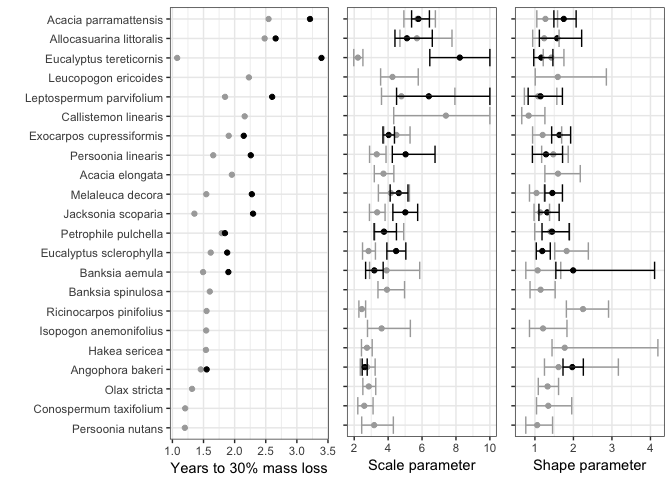 Acacia parramattensis
Allocasuarina littoralis
Eucalyptus tereticornis
Leucopogon ericoides
Leptospermum parvifolium
Callistemon linearis
Exocarpos cupressiformis
Persoonia linearis
Acacia elongata
Melaleuca decora
Jacksonia scoparia
Petrophile pulchella
Eucalyptus sclerophylla
Banksia aemula
Banksia spinulosa
Ricinocarpos pinifolius
Isopogon anemonifolius
Hakea sericea
Angophora bakeri
Olax stricta
Conospermum taxifolium
Persoonia nutans
1.0 1.5 2.0 2.5 3.0 3.5 2 4 6 8 10 1 2 3 4
Years to 30% mass loss Scale parameter Shape parameter